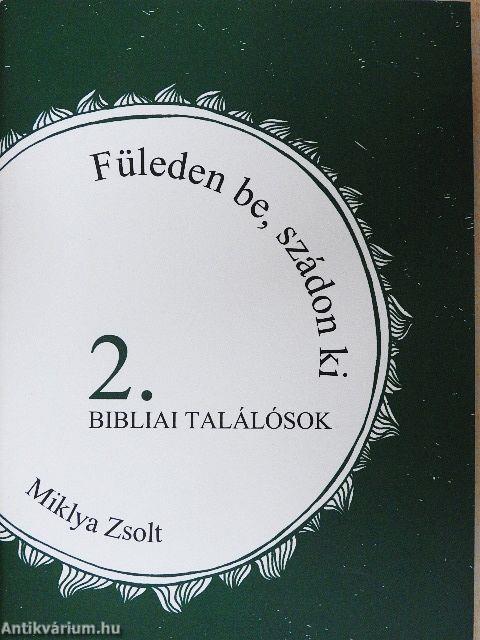 Füleden be, szádon ki
2.
BIBLIAI TALÁLÓSOK
Miklya Zsolt
Antikvárium.hu